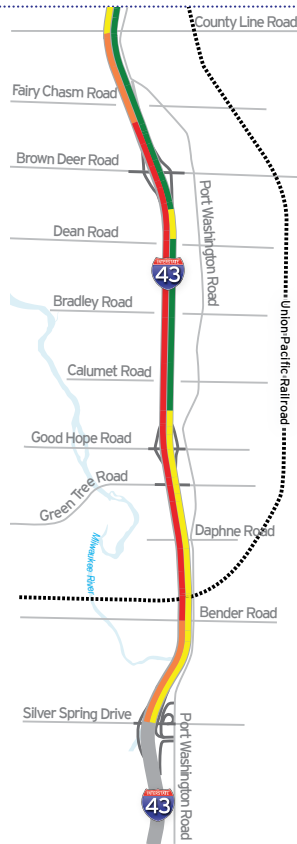 County Line Road
Fairy Chasm Road
Brown Deer Road
Port Washington Road
Dean Road
INTERSTATE
43
Bradley Road
Union Pacific Railroad
Calumet Road
Good Hope Road
Green Tree Road
Daphne Road
Milwaukee River
Bender Road
Silver Spring Drive
Port Washington Road
INTERSTATE
43